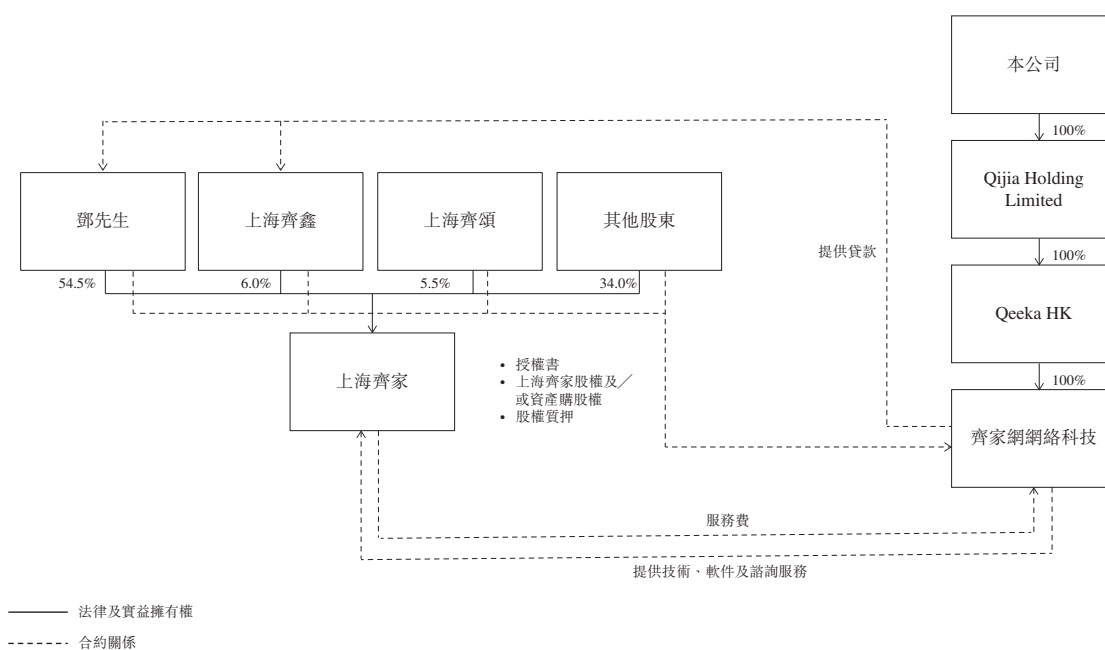 本公司
100%
Qijia Holding
Limited
100%
Qeeka HK
100%
齊家網網絡科技
鄧先生
上海齊鑫
上海齊頌
其他股東
54.5%
6.0%
5.5%
34.0%
提供貸款
上海齊家
• 授權書
• 上海齊家股權及／
或資產購股權
• 股權質押
服務費
提供技術、軟件及諮詢服務
法律及實益擁有權
合約關係